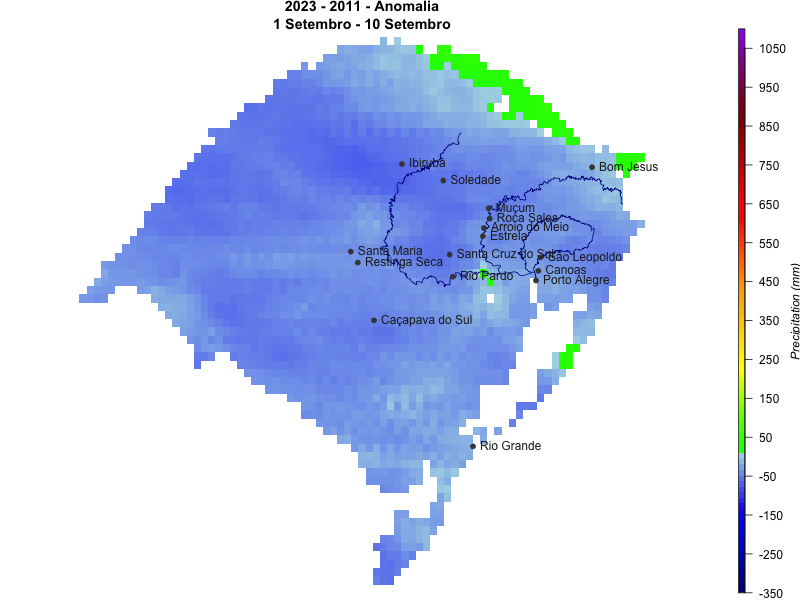 2023 - 2011 - Anomalia
1 Setembro - 10 Setembro
Ibirubá
Soledade
Bom Jesus
Muçum
Roca Sales
Arroio do Meio
Estrela
Santa Maria
Restinga Seca
Santa Cruz do Sul
São Leopoldo
Canoas
Rio Pardo
Porto Alegre
Caçapava do Sul
Rio Grande
1050
950
850
750
650
550
450
350
250
150
50
-50
-150
-250
-350
Precipitation (mm)